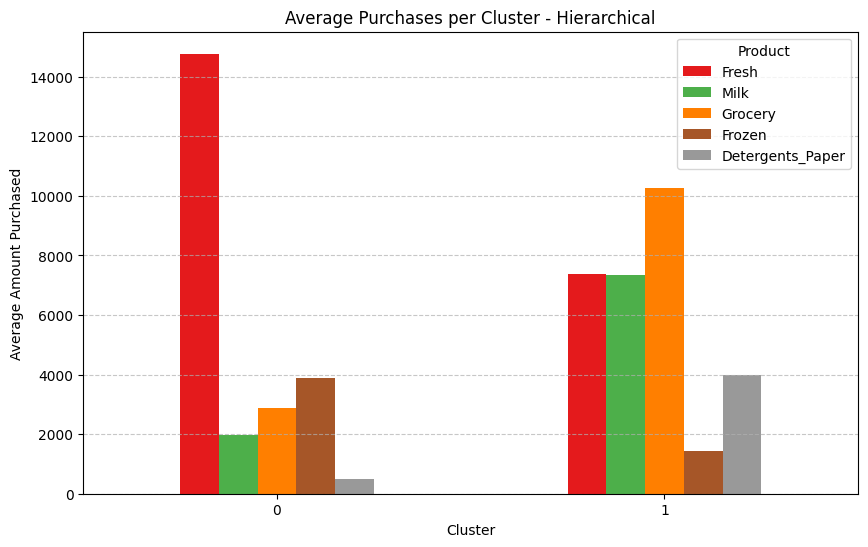 Average Purchases per Cluster - Hierarchical
Product
Fresh
Milk
Grocery
Frozen
Detergents_Paper
Average Amount Purchased
14000
12000
10000
8000
6000
4000
2000
0
0
1
Cluster